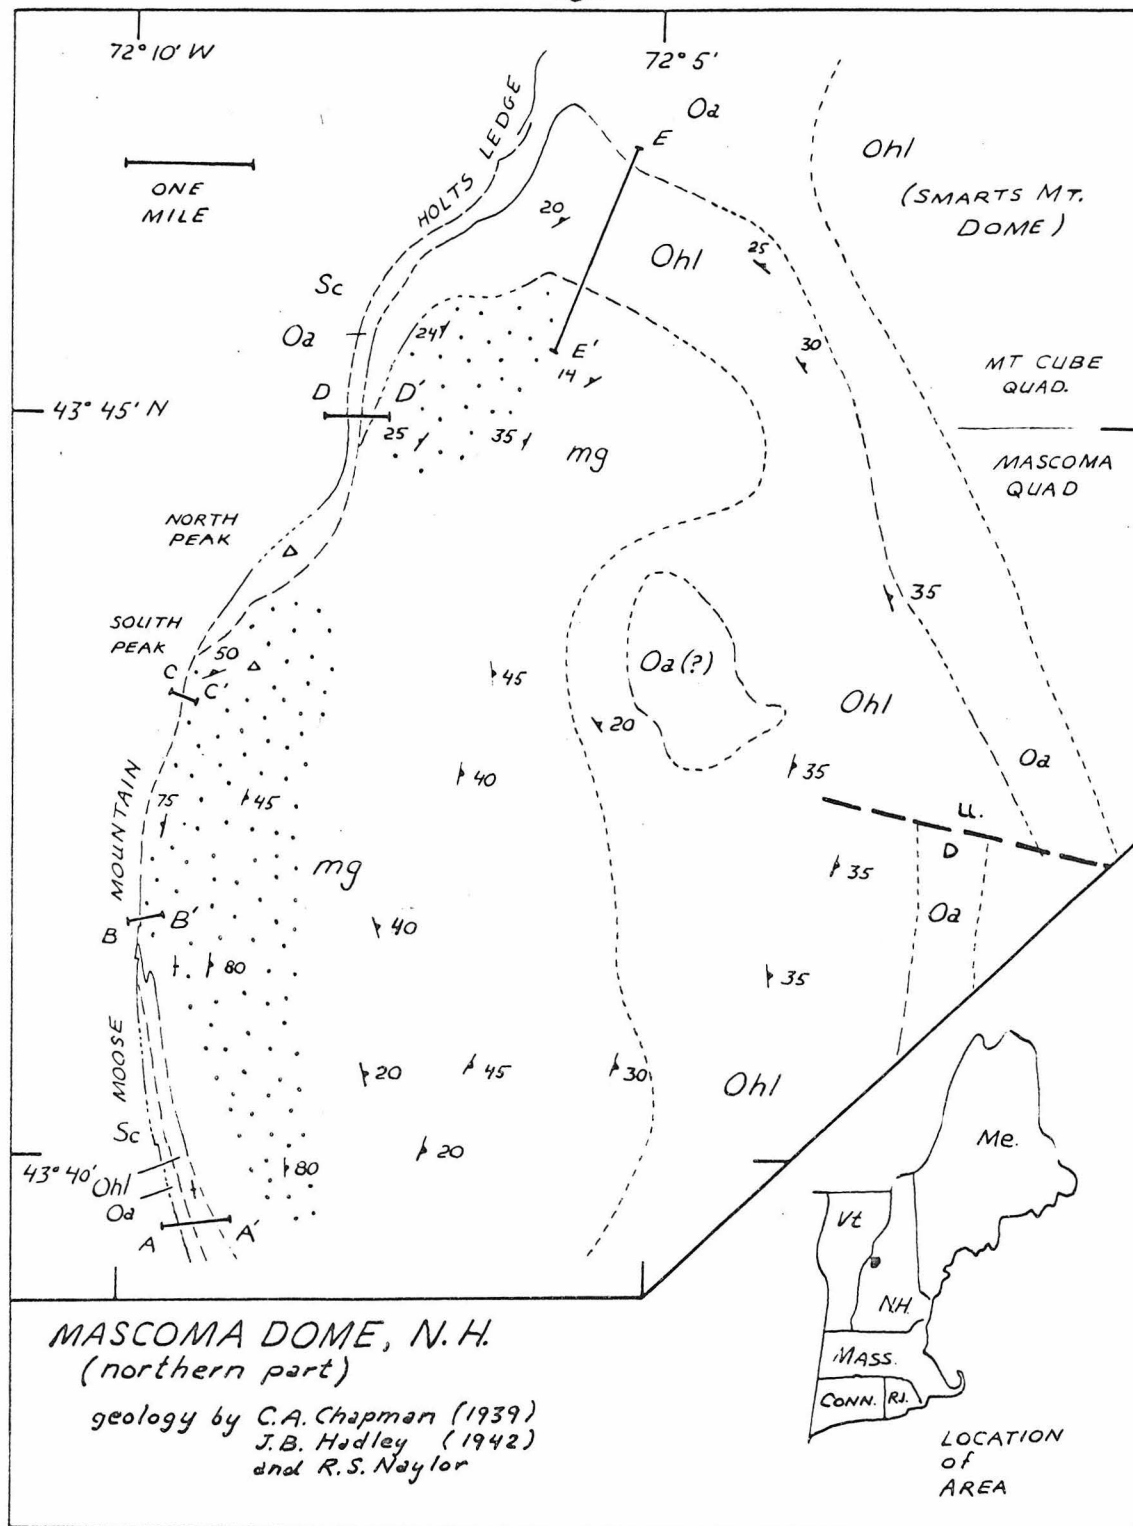 72° 10' W
72° 5'
Oa
E
HOLTS LEDGE
Ohl
(SMARTS MT.
DOME)
ONE
MILE
20
25
Ohl
Sc
Oa
24
30
E'
14
MT CUBE
QUAD.
D
D'
43° 45' N
25
35
mg
MASCOMA
QUAD
NORTH
PEAK
35
SOUTH
PEAK
50
Oa(?)
C
C'
45
Ohl
20
Oa
35
40
75
45
U.
D
MOOSE MOUNTAIN
mg
35
Oa
B
B'
40
80
35
20
45
30
Ohl
Sc
20
Me.
43° 40'
Ohl
80
Oa
A
A'
Vt
N.H.
MASS.
CONN.
R.I.
MASCOMA DOME, N.H.
(northern part)
geology by C.A. Chapman (1939)
J.B. Hadley (1942)
and R.S. Naylor
LOCATION
of
AREA